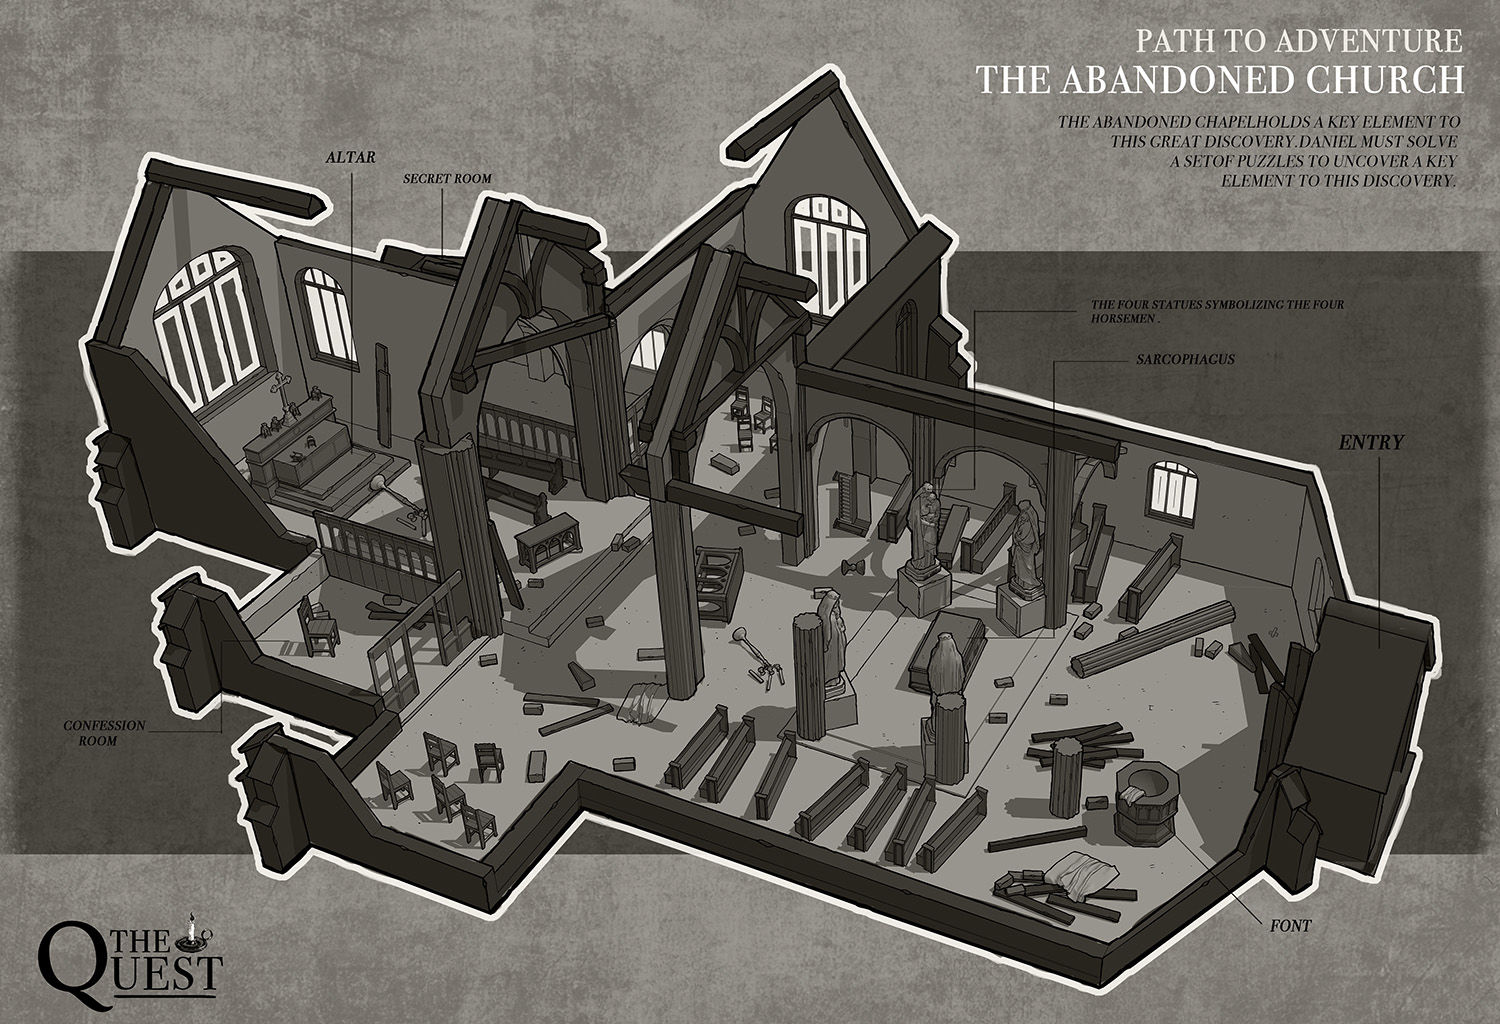 PATH TO ADVENTURE
THE ABANDONED CHURCH
THE ABANDONED CHAPELHOLDS A KEY ELEMENT TO
THIS GREAT DISCOVERY.DANIEL MUST SOLVE
A SETOF PUZZLES TO UNCOVER A KEY
ELEMENT TO THIS DISCOVERY.
ALTAR
SECRET ROOM
THE FOUR STATUES SYMBOLIZING THE FOUR
HORSEMEN .
SARCOPHAGUS
ENTRY
CONFESSION
ROOM
FONT
THE
QUEST